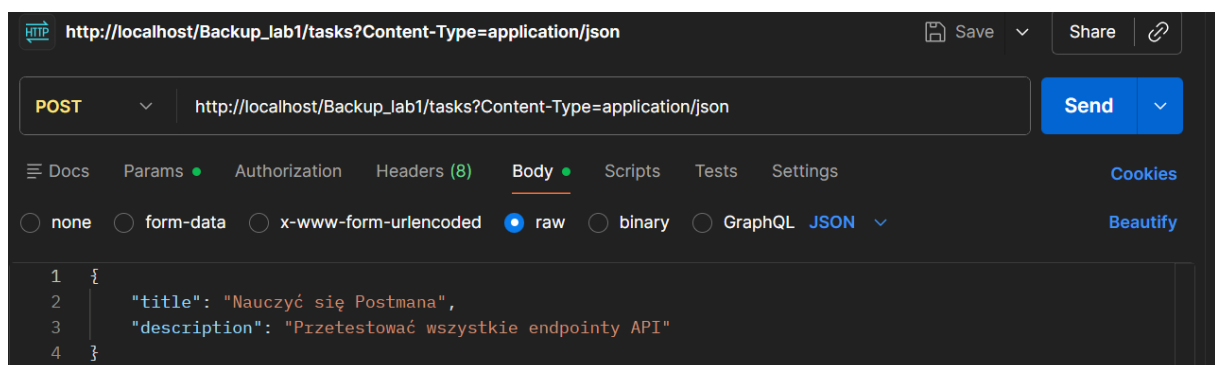 HTTP http://localhost/Backup_lab1/tasks?Content-Type=application/json Save Share
POST http://localhost/Backup_lab1/tasks?Content-Type=application/json Send
Docs Params Authorization Headers (8) Body Scripts Tests Settings Cookies
none form-data x-www-form-urlencoded raw binary GraphQL JSON Beautify
1 {
2 "title": "Nauczyć się Postmana",
3 "description": "Przetestować wszystkie endpointy API"
4 }